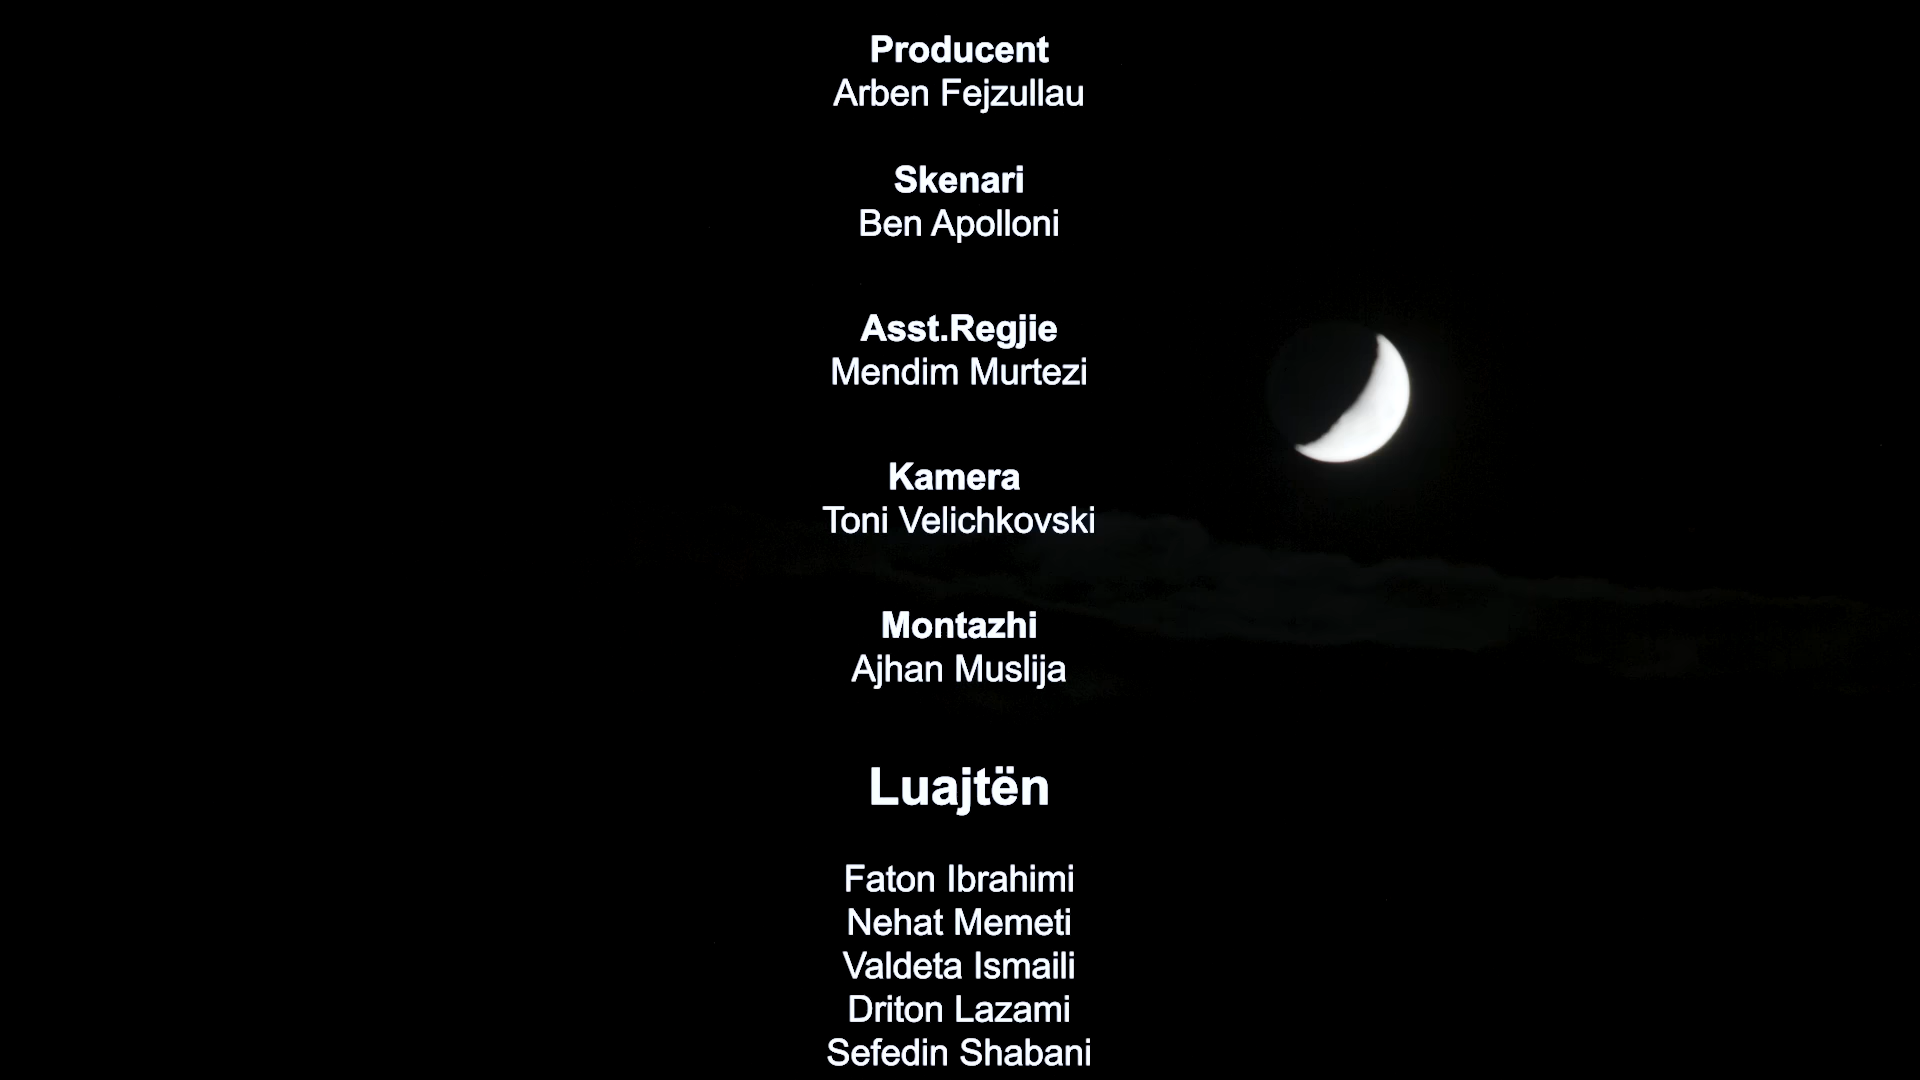 Producent
Arben Fejzullau
Skenari
Ben Apolloni
Asst.Regjie
Mendim Murtezi
Kamera
Toni Velichkovski
Montazhi
Ajhan Muslija
Luajtën
Faton Ibrahimi
Nehat Memeti
Valdeta Ismaili
Driton Lazami
Sefedin Shabani